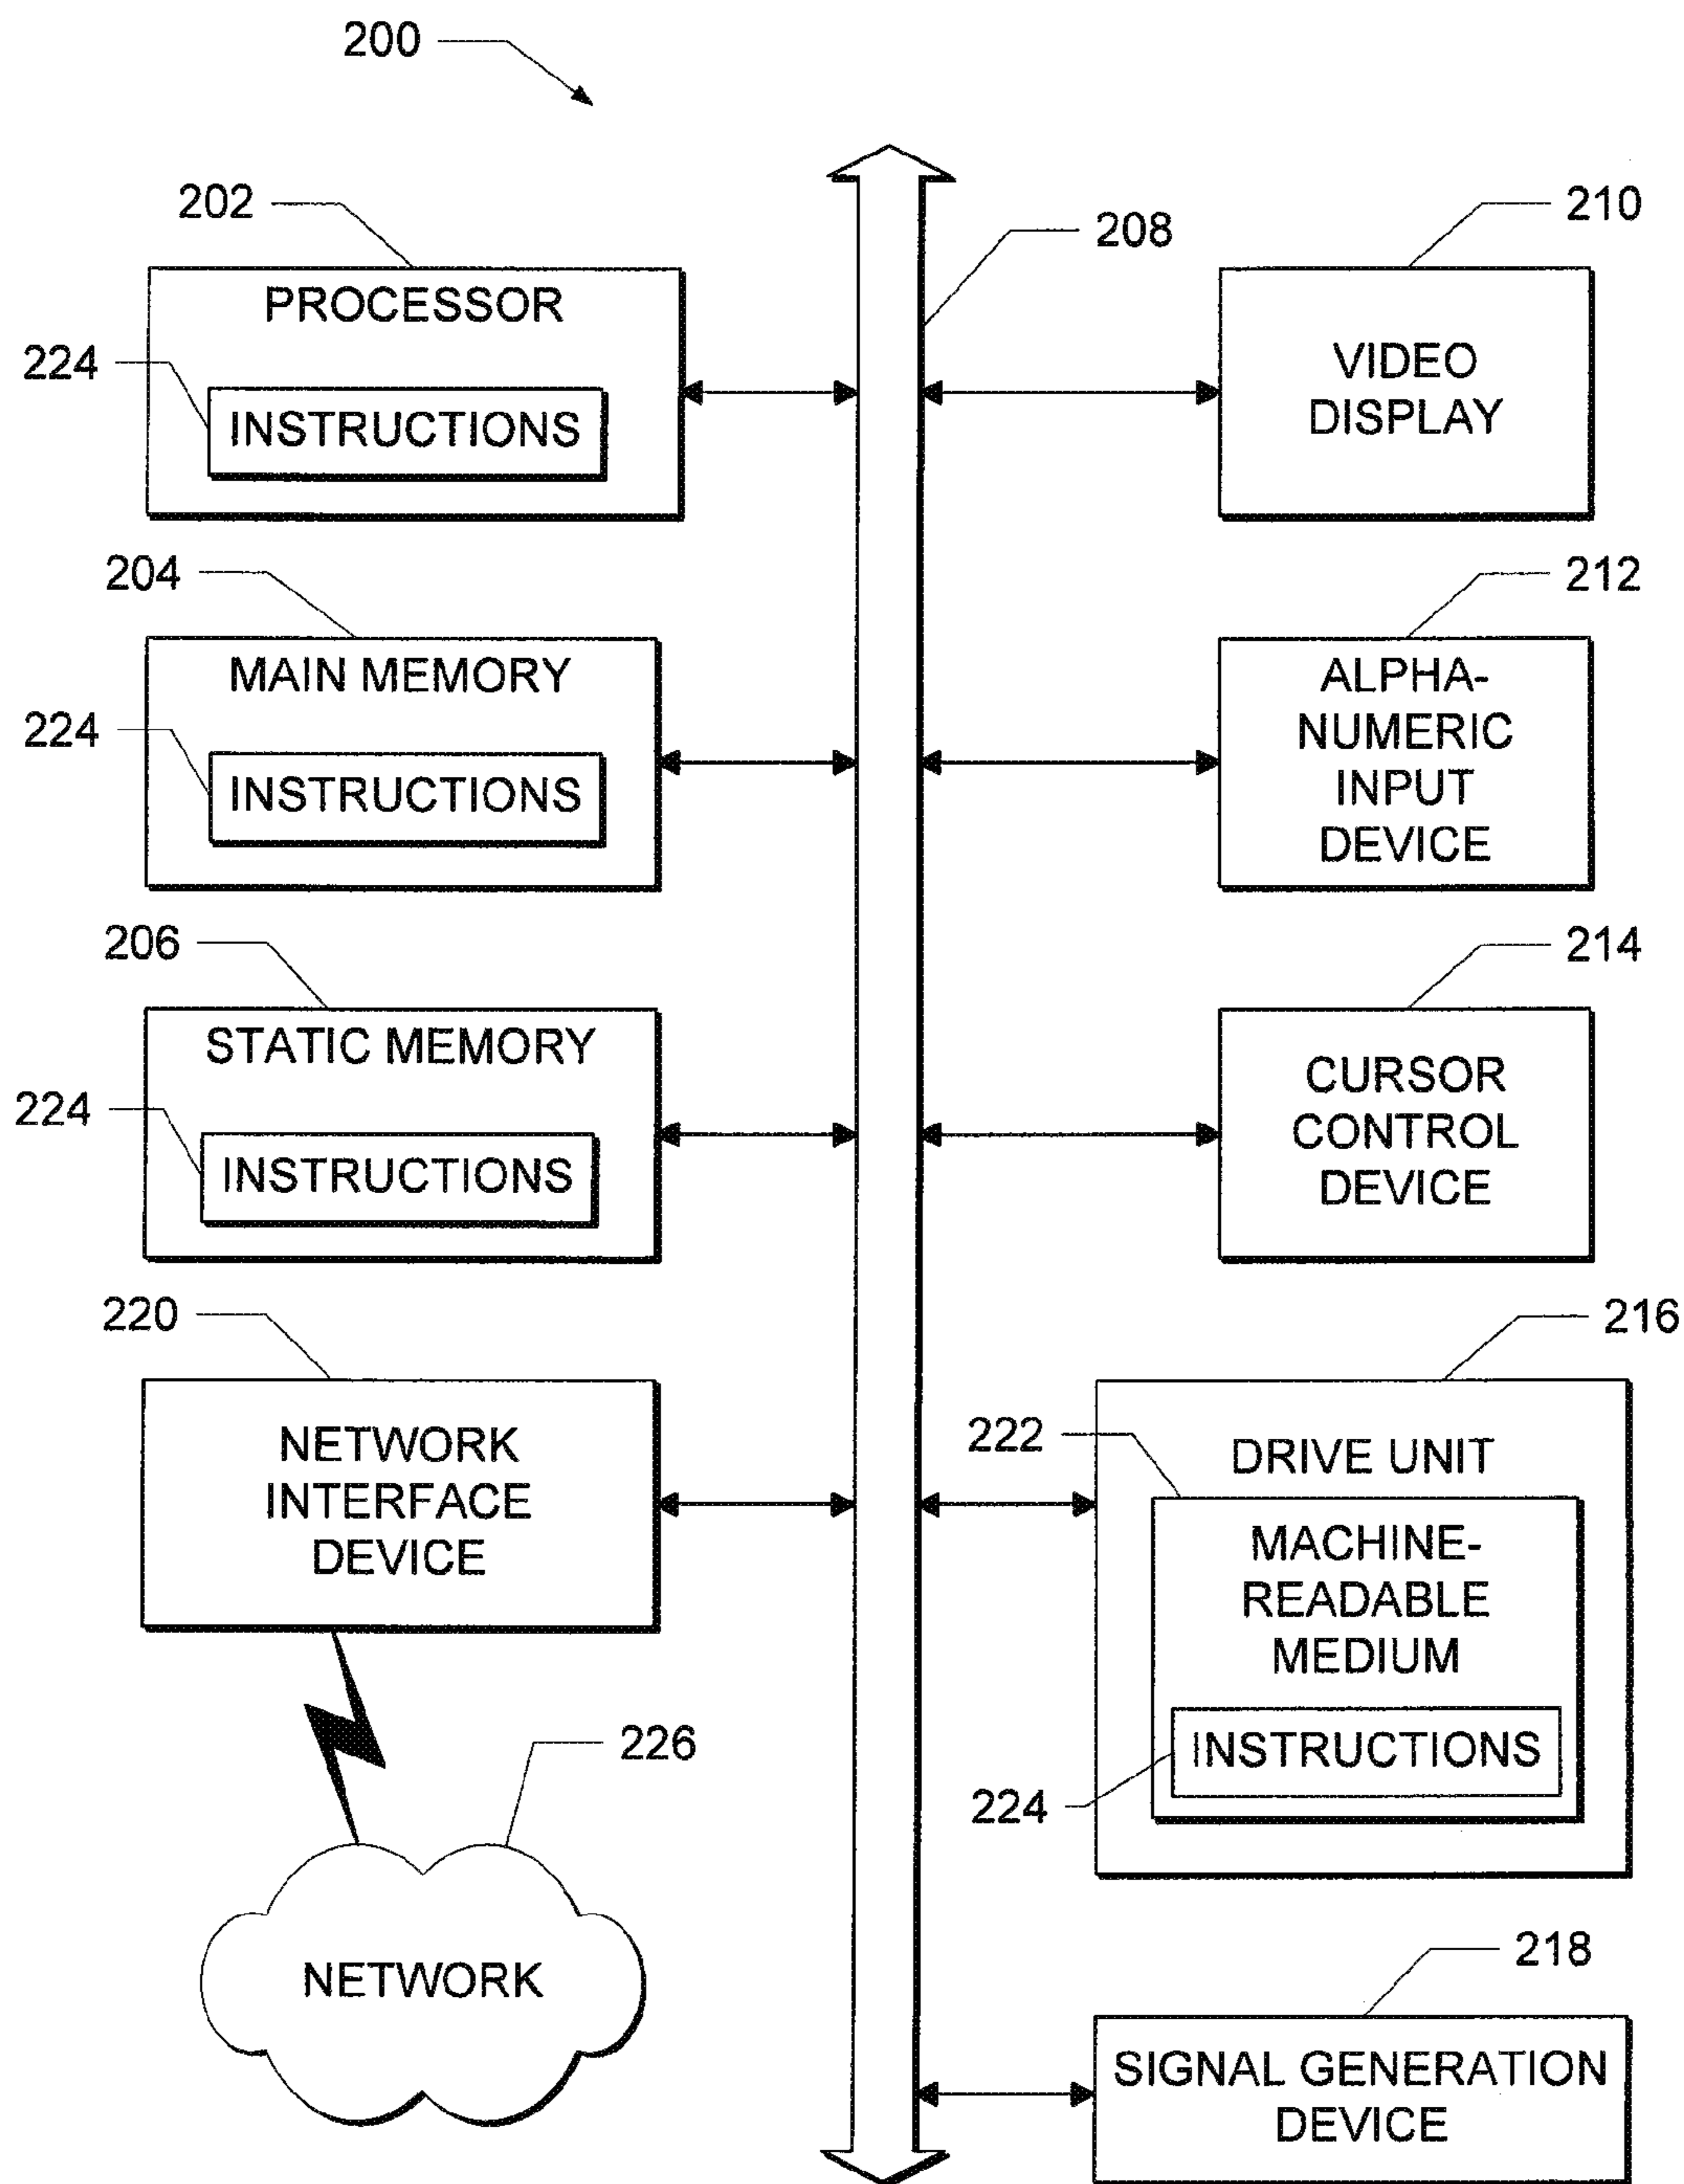 200
202
PROCESSOR
224
INSTRUCTIONS
204
MAIN MEMORY
224
INSTRUCTIONS
206
STATIC MEMORY
224
INSTRUCTIONS
220
NETWORK
INTERFACE
DEVICE
226
NETWORK
208
210
VIDEO
DISPLAY
212
ALPHA-
NUMERIC
INPUT
DEVICE
214
CURSOR
CONTROL
DEVICE
216
DRIVE UNIT
222
MACHINE-
READABLE
MEDIUM
INSTRUCTIONS
224
218
SIGNAL GENERATION
DEVICE